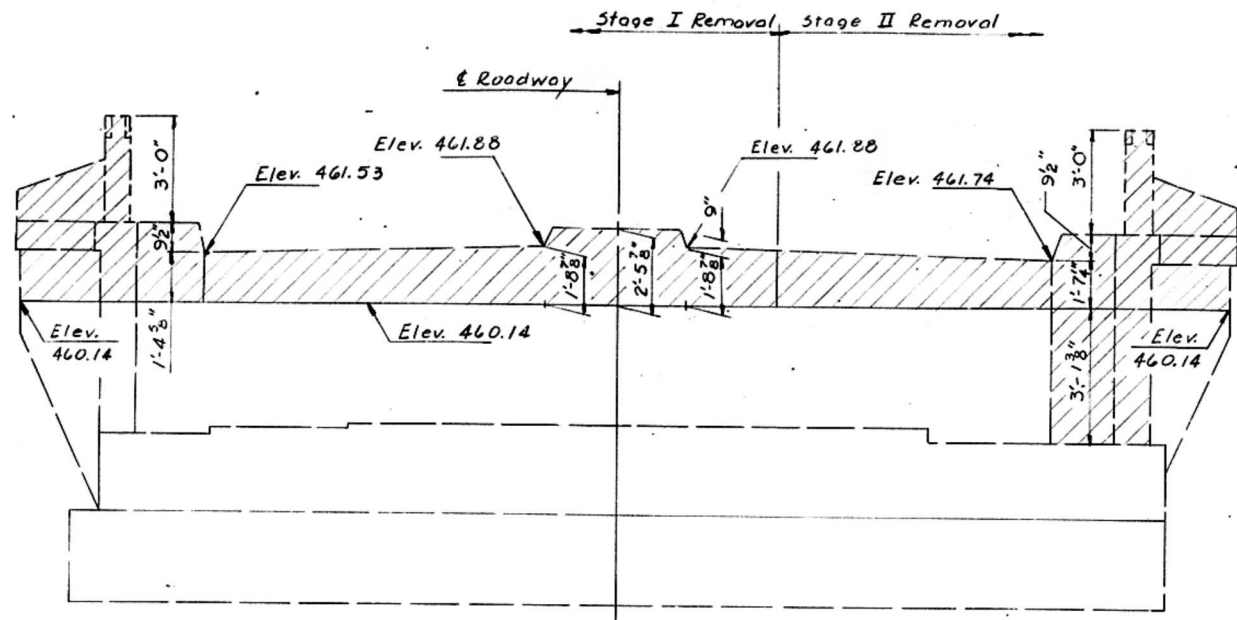 Stage I Removal
Stage II Removal
℄ Roadway
Elev. 461.88
Elev. 461.88
Elev. 461.53
Elev. 461.74
3'-0"
9½"
1'-4⅝"
1'-8⅞"
2'-5⅞"
9"
1'-8⅞"
9½"
3'-0"
1'-7¼"
3'-1⅜"
Elev.
460.14
Elev. 460.14
Elev.
460.14